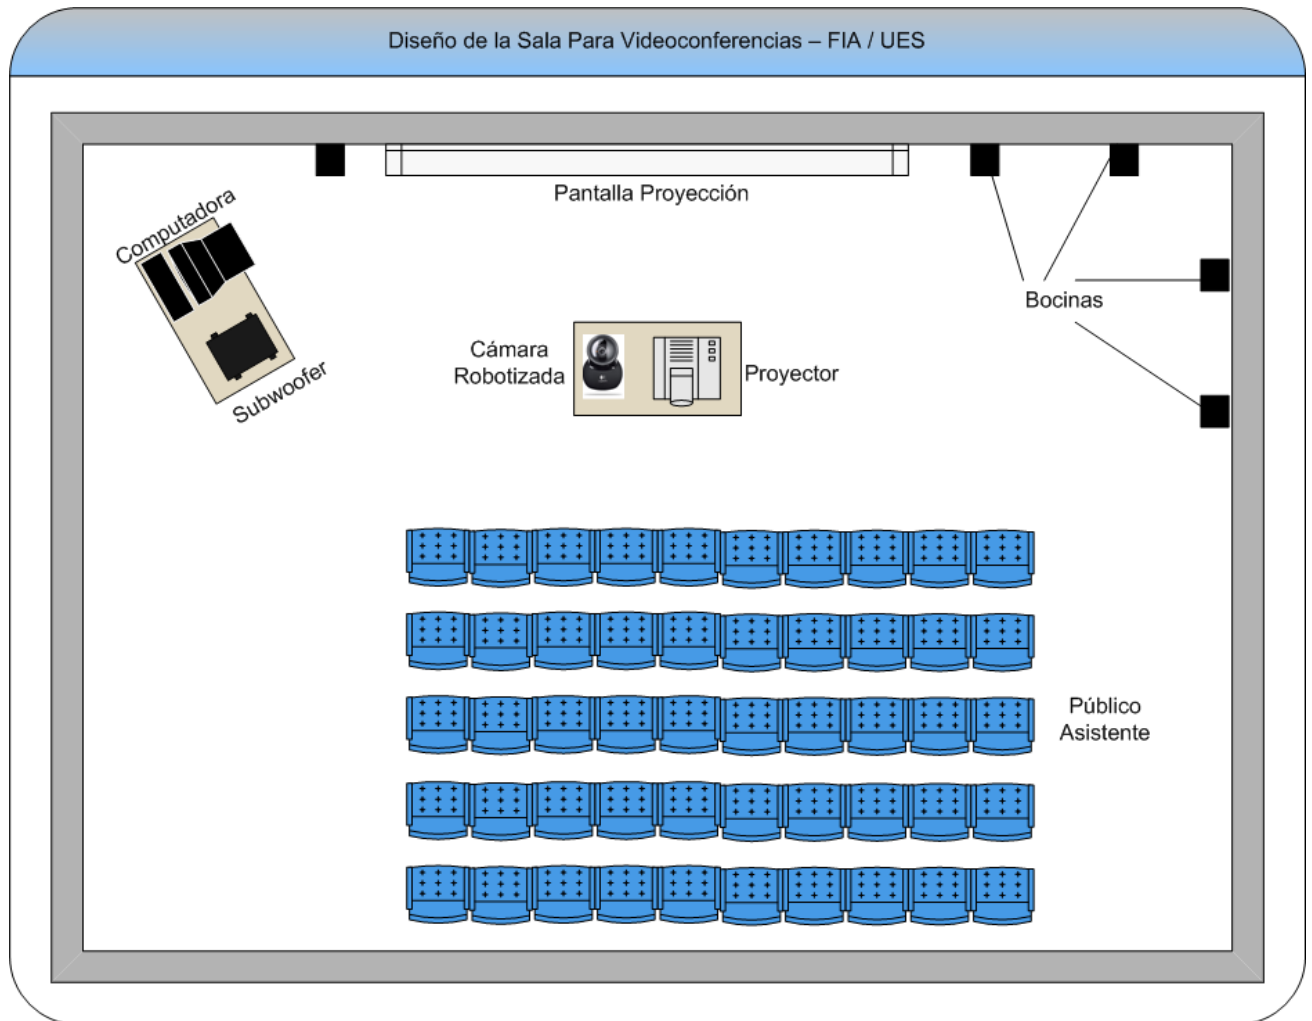 Diseño de la Sala Para Videoconferencias – FIA / UES
Pantalla Proyección
Computadora
Subwoofer
Cámara
Robotizada
Proyector
Bocinas
Público
Asistente